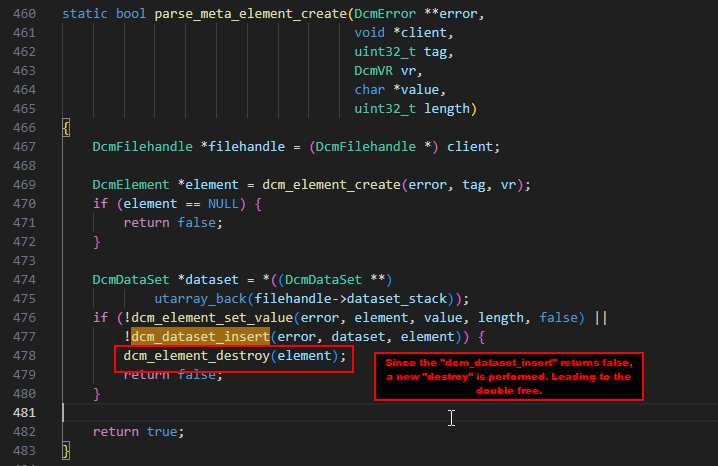 460 static bool parse_meta_element_create(DcmError **error,
461 void *client,
462 uint32_t tag,
463 DcmVR vr,
464 char *value,
465 uint32_t length)
466 {
467 DcmFilehandle *filehandle = (DcmFilehandle *) client;
468
469 DcmElement *element = dcm_element_create(error, tag, vr);
470 if (element == NULL) {
471 return false;
472 }
473
474 DcmDataSet *dataset = *((DcmDataSet **)
475 utarray_back(filehandle->dataset_stack));
476 if (!dcm_element_set_value(error, element, value, length, false) ||
477 !dcm_dataset_insert(error, dataset, element)) {
478 dcm_element_destroy(element);
479 return false;
480 }
481
482 return true;
483 }
Since the "dcm_dataset_insert" returns false,
a new "destroy" is performed. Leading to the
double free.